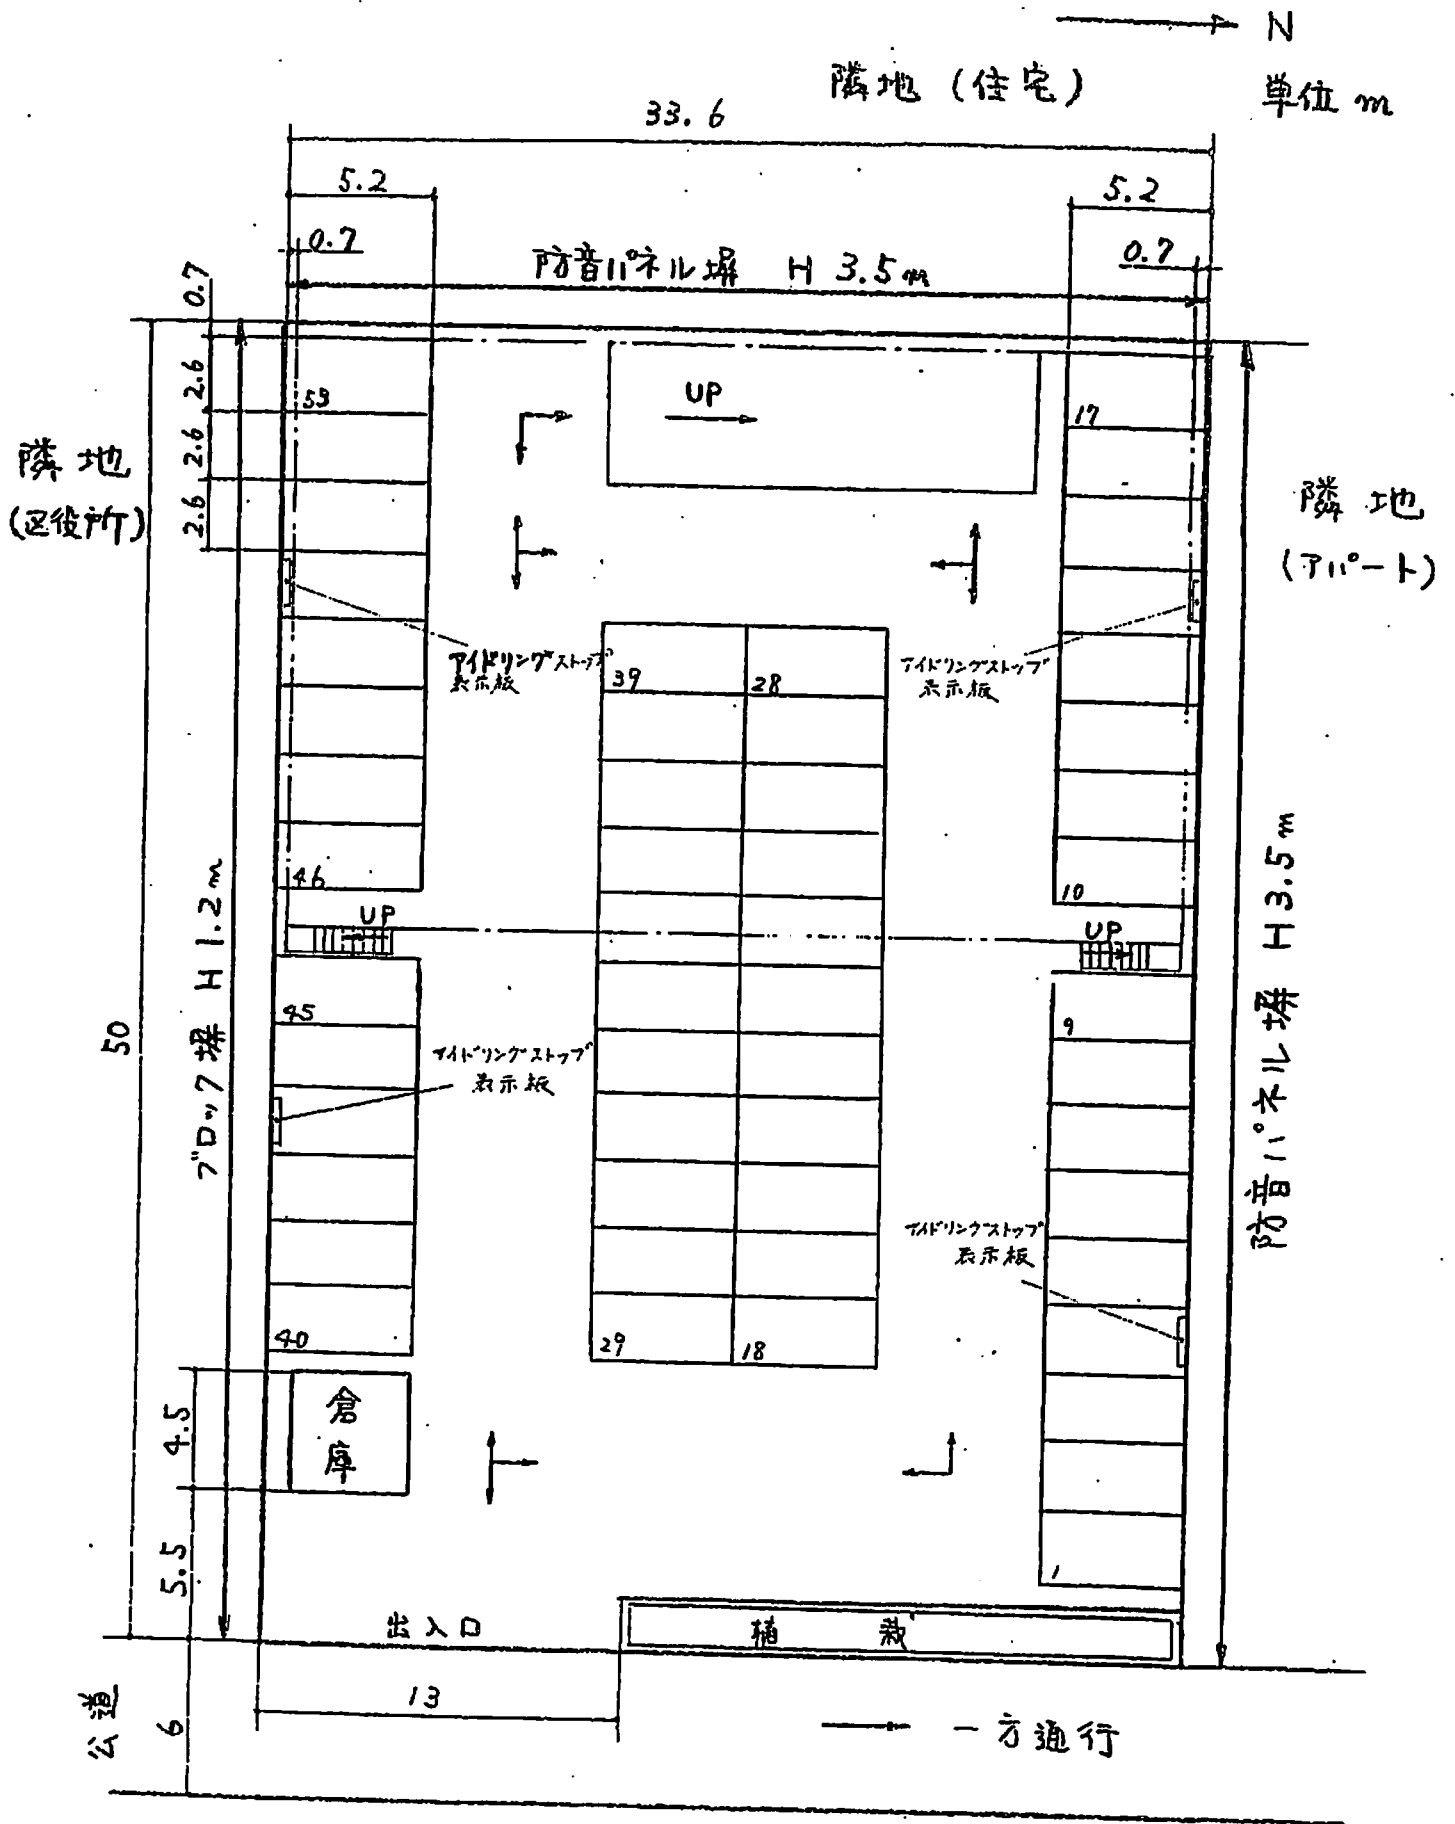 N
隣地 (住宅)
単位 m
33.6
5.2
5.2
0.7
0.7
防音パネル塀 H 3.5m
0.7
2.6
2.6
2.6
53
UP
17
隣地
(区役所)
隣地
(アパート)
アイドリングストップ
表示板
アイドリングストップ
表示板
39
28
46
10
UP
UP
ブロック塀 H 1.2m
防音パネル塀 H 3.5m
50
45
9
アイドリングストップ
表示板
アイドリングストップ
表示板
40
29
18
倉庫
4.5
5.5
1
出入口
植栽
13
公道
6
一方通行